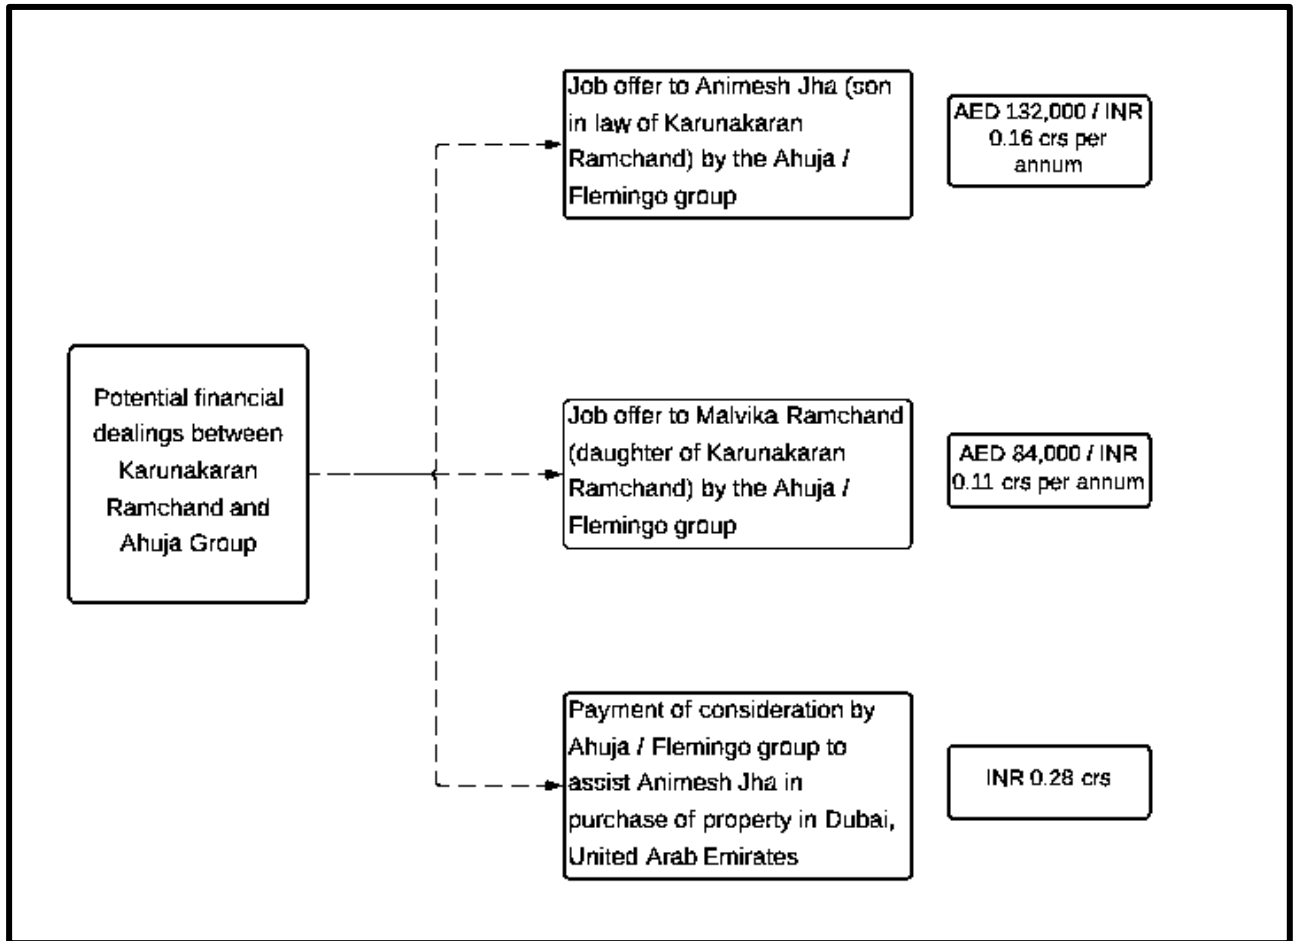 Job offer to Animesh Jha (son
in law of Karunakaran
Ramchand) by the Ahuja /
Flemingo group
AED 132,000 / INR
0.16 crs per
annum
Potential financial
dealings between
Karunakaran
Ramchand and
Ahuja Group
Job offer to Malvika Ramchand
(daughter of Karunakaran
Ramchand) by the Ahuja /
Flemingo group
AED 84,000 / INR
0.11 crs per annum
Payment of consideration by
Ahuja / Flemingo group to
assist Animesh Jha in
purchase of property in Dubai,
United Arab Emirates
INR 0.28 crs